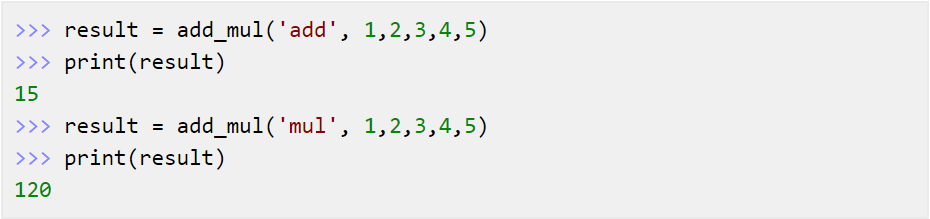 >>> result = add_mul('add', 1,2,3,4,5)
>>> print(result)
15
>>> result = add_mul('mul', 1,2,3,4,5)
>>> print(result)
120